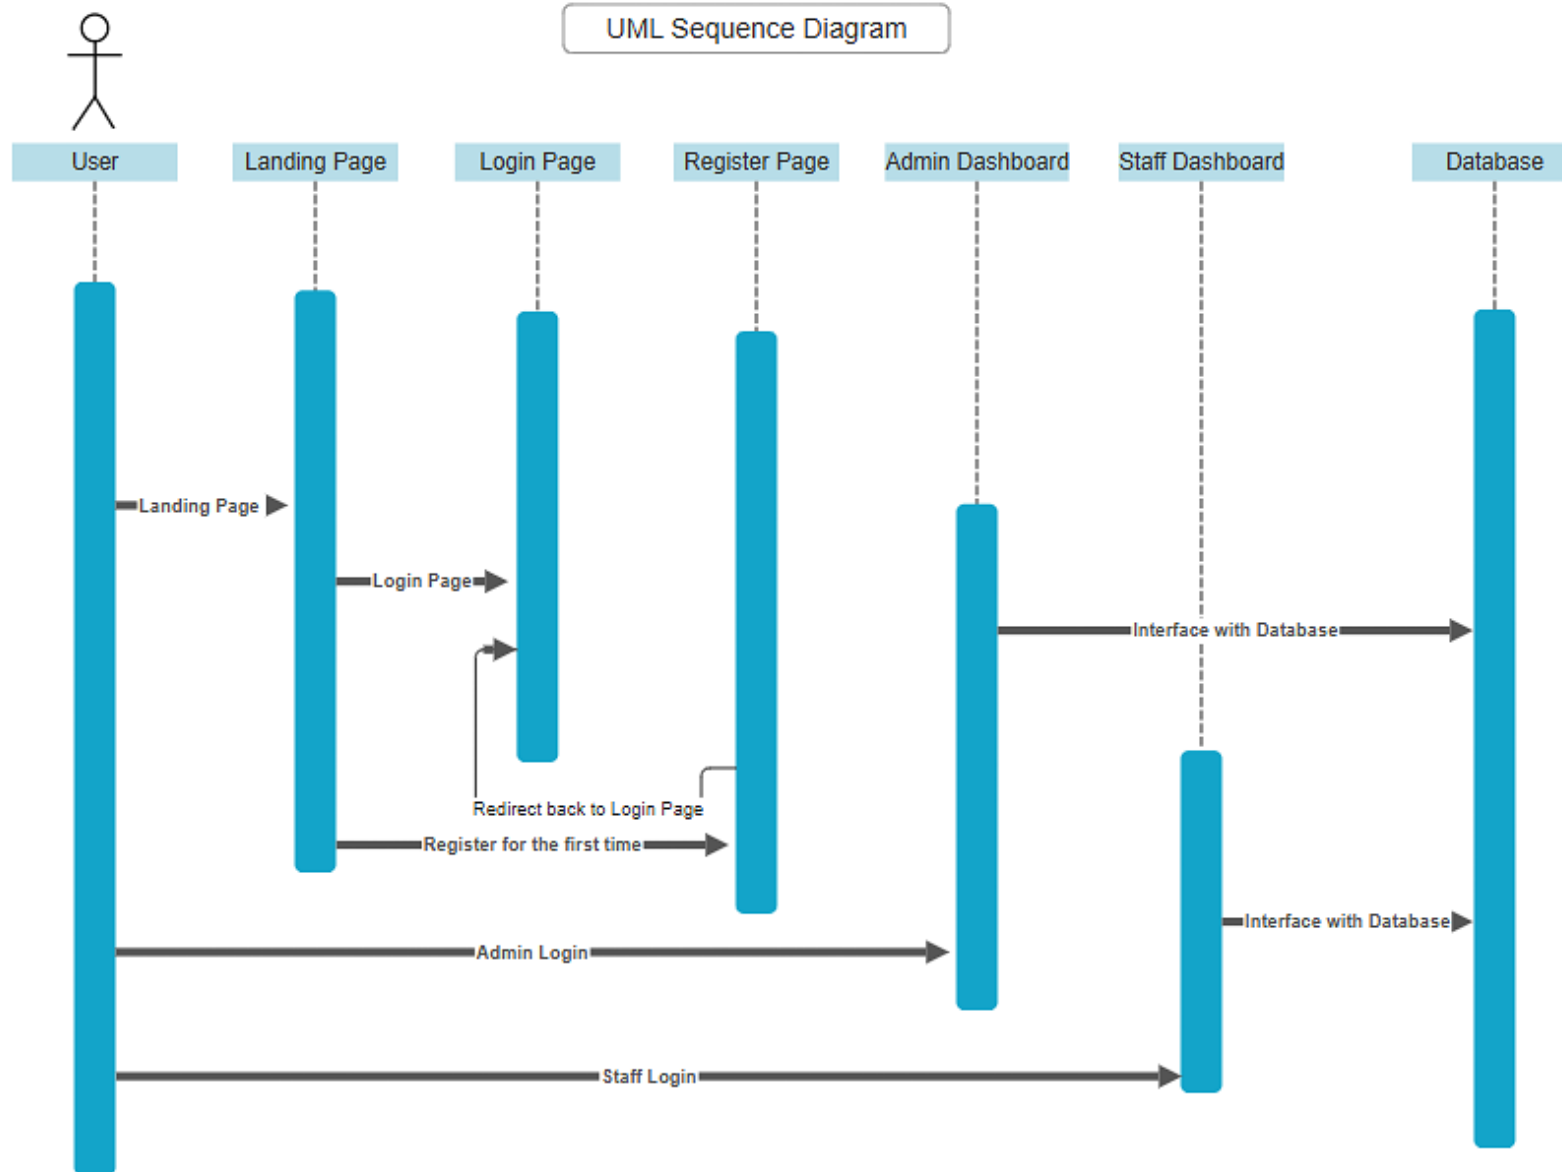 UML Sequence Diagram
User
Landing Page
Login Page
Register Page
Admin Dashboard
Staff Dashboard
Database
Landing Page
Login Page
Interface with Database
Redirect back to Login Page
Register for the first time
Interface with Database
Admin Login
Staff Login